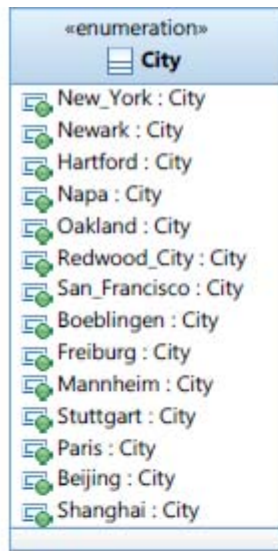 «enumeration»
City
New_York : City
Newark : City
Hartford : City
Napa : City
Oakland : City
Redwood_City : City
San_Francisco : City
Boeblingen : City
Freiburg : City
Mannheim : City
Stuttgart : City
Paris : City
Beijing : City
Shanghai : City